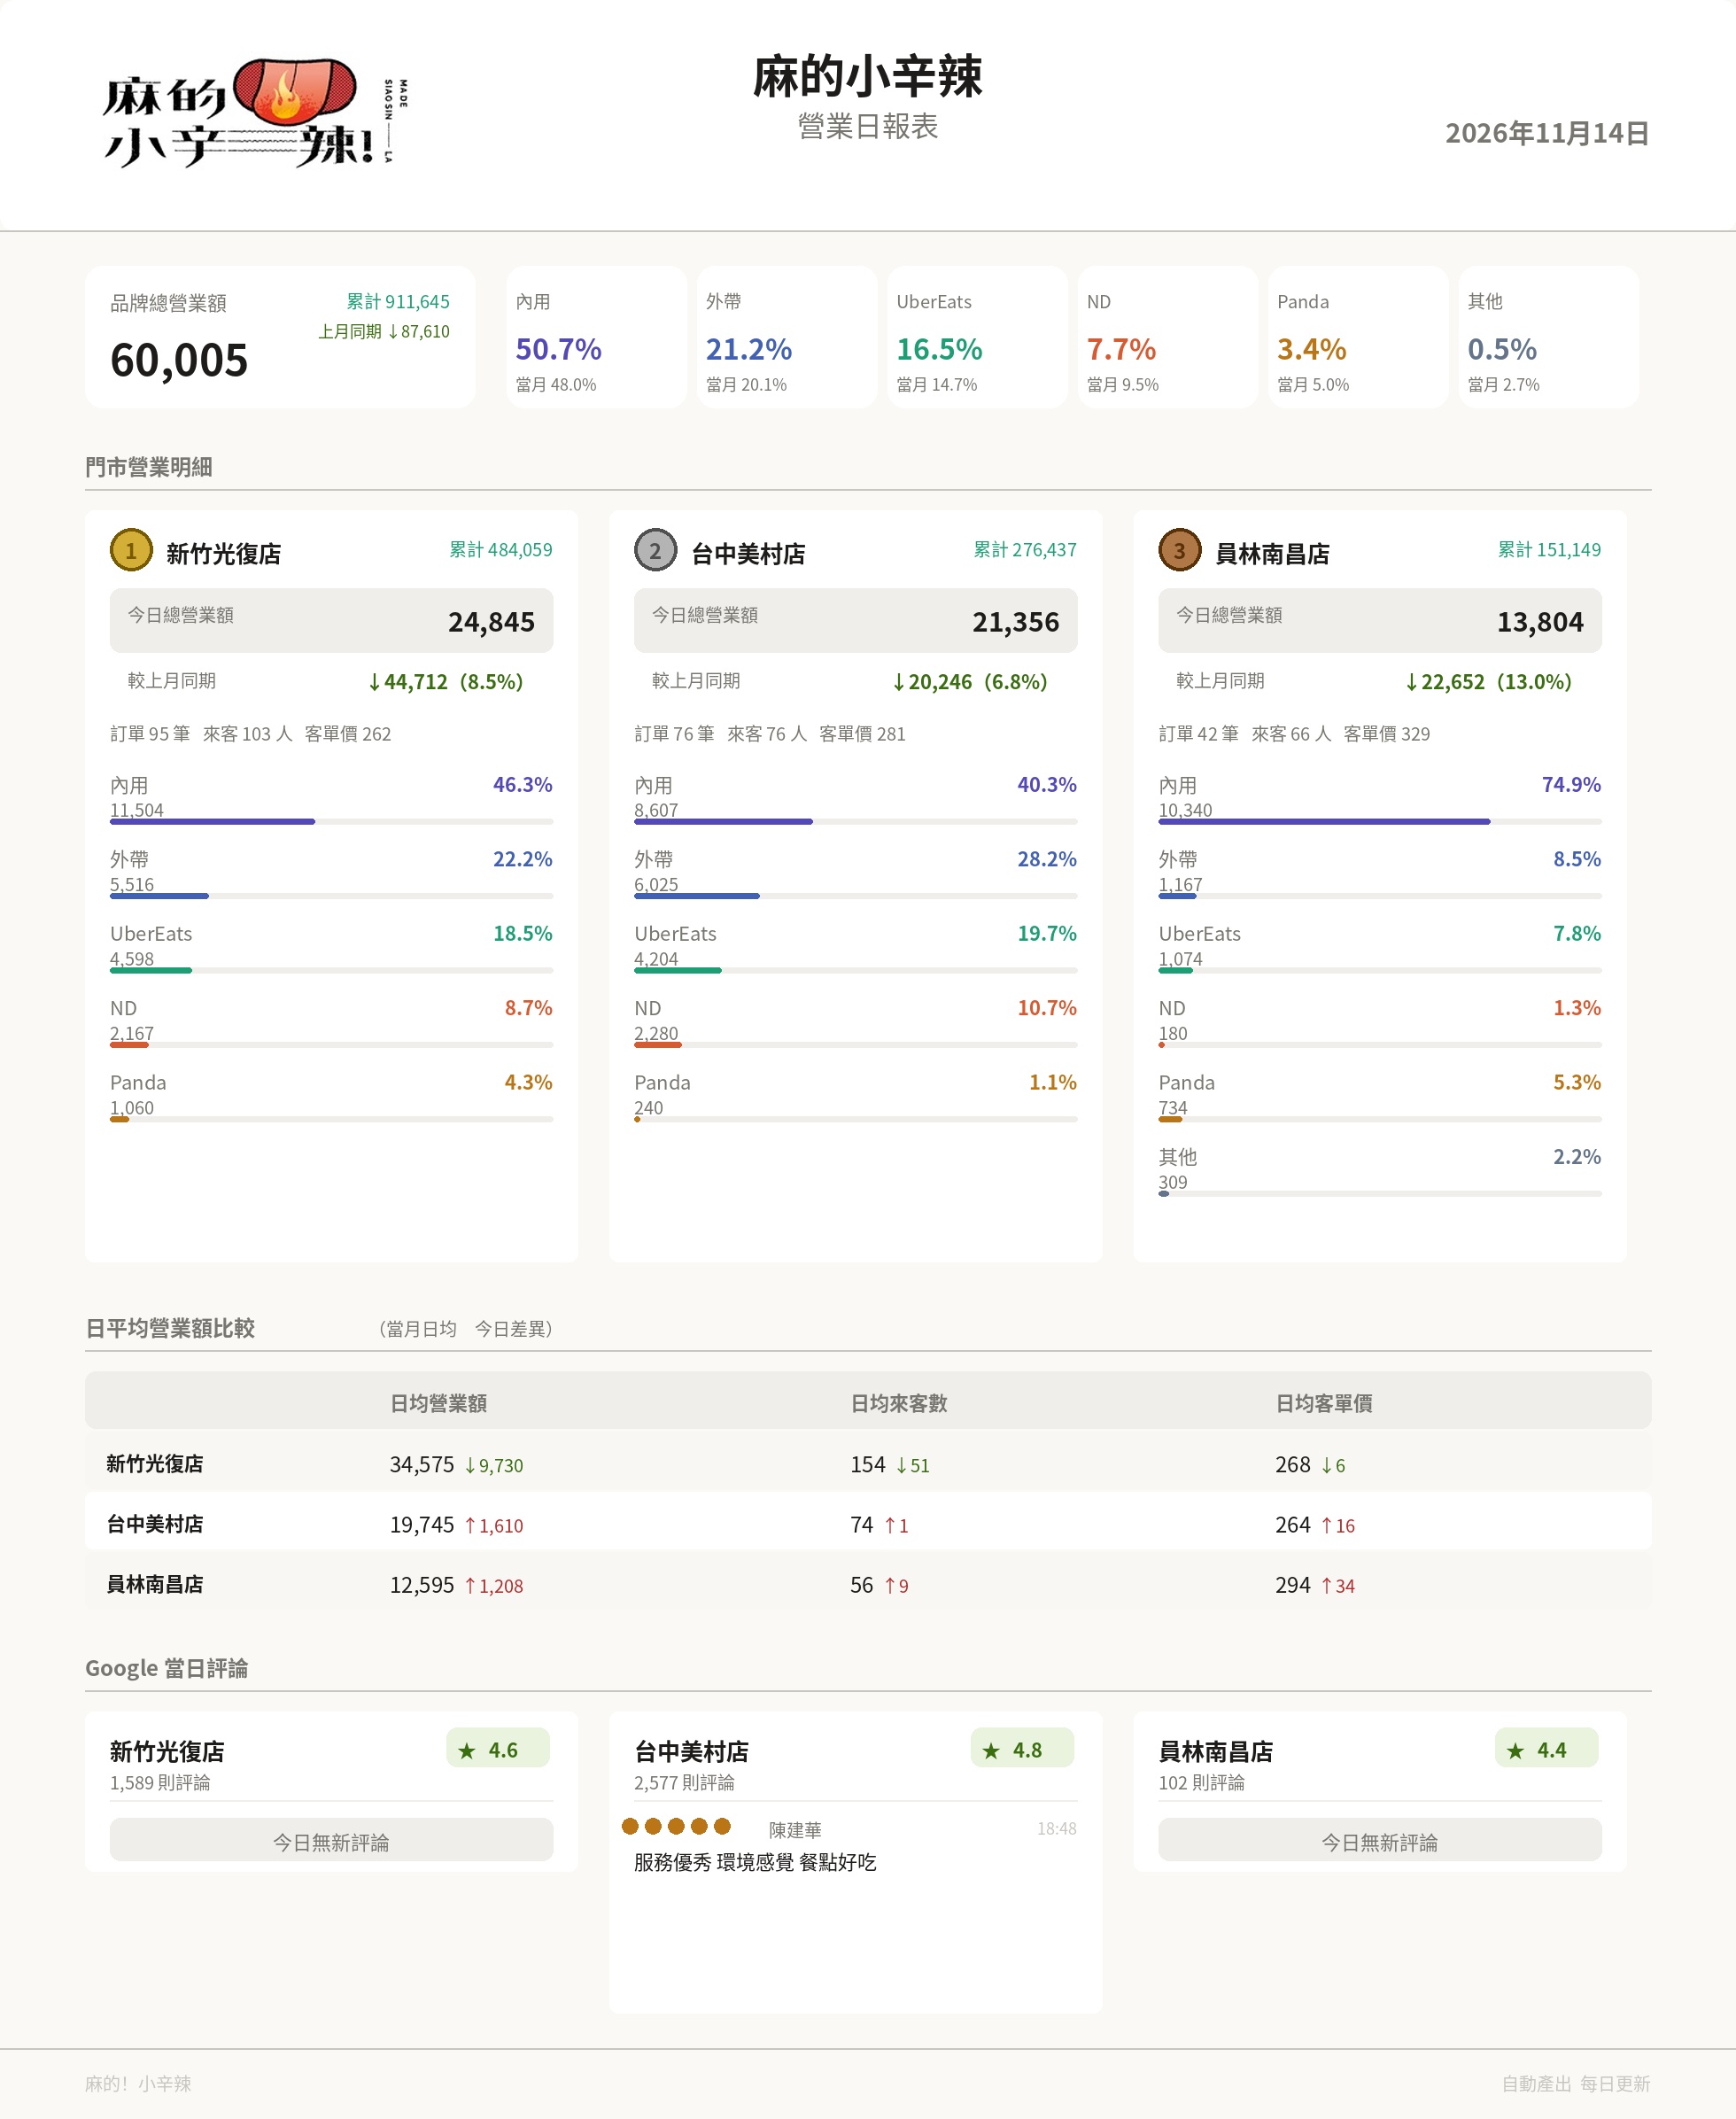 麻的
小辛辣!
MADE
SIAO SIN — LA
麻的小辛辣
營業日報表
2026年11月14日
品牌總營業額
累計 911,645
上月同期 ↓87,610
60,005
內用
50.7%
當月 48.0%
外帶
21.2%
當月 20.1%
UberEats
16.5%
當月 14.7%
ND
7.7%
當月 9.5%
Panda
3.4%
當月 5.0%
其他
0.5%
當月 2.7%
門市營業明細
1 新竹光復店 累計 484,059
今日總營業額 24,845
較上月同期 ↓44,712（8.5%）
訂單 95 筆 來客 103 人 客單價 262
內用 46.3%
11,504
外帶 22.2%
5,516
UberEats 18.5%
4,598
ND 8.7%
2,167
Panda 4.3%
1,060
2 台中美村店 累計 276,437
今日總營業額 21,356
較上月同期 ↓20,246（6.8%）
訂單 76 筆 來客 76 人 客單價 281
內用 40.3%
8,607
外帶 28.2%
6,025
UberEats 19.7%
4,204
ND 10.7%
2,280
Panda 1.1%
240
3 員林南昌店 累計 151,149
今日總營業額 13,804
較上月同期 ↓22,652（13.0%）
訂單 42 筆 來客 66 人 客單價 329
內用 74.9%
10,340
外帶 8.5%
1,167
UberEats 7.8%
1,074
ND 1.3%
180
Panda 5.3%
734
其他 2.2%
309
日平均營業額比較 （當月日均 今日差異）
日均營業額 日均來客數 日均客單價
新竹光復店 34,575 ↓9,730 154 ↓51 268 ↓6
台中美村店 19,745 ↑1,610 74 ↑1 264 ↑16
員林南昌店 12,595 ↑1,208 56 ↑9 294 ↑34
Google 當日評論
新竹光復店 ★ 4.6
1,589 則評論
今日無新評論
台中美村店 ★ 4.8
2,577 則評論
陳建華 18:48
服務優秀 環境感覺 餐點好吃
員林南昌店 ★ 4.4
102 則評論
今日無新評論
麻的！小辛辣
自動產出 每日更新